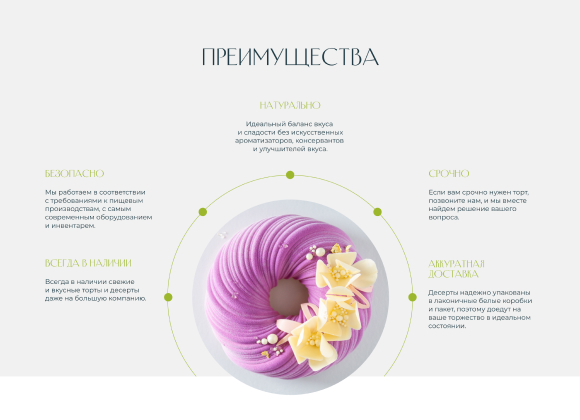 ПРЕИМУЩЕСТВА
НАТУРАЛЬНО
Идеальный баланс вкуса
и сладости без искусственных
ароматизаторов, консервантов
и улучшителей вкуса.
БЕЗОПАСНО
Мы работаем в соответствии
с требованиями к пищевым
производствам, с самым
современным оборудованием
и инвентарем.
СРОЧНО
Если вам срочно нужен торт,
позвоните нам, и мы вместе
найдем решение вашего
вопроса.
ВСЕГДА В НАЛИЧИИ
Всегда в наличии свежие
и вкусные торты и десерты
даже на большую компанию.
АККУРАТНАЯ
ДОСТАВКА
Десерты надежно упакованы
в лаконичные белые коробки
и пакет, поэтому доедут на
ваше торжество в идеальном
состоянии.